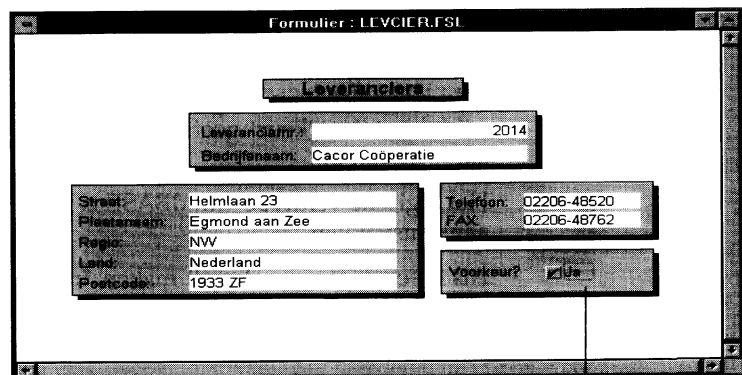 Formulier : LEVCIER.FSL
Leveranciers
Leveranciernr.: 2014
Bedrijfsnaam: Cacor Coöperatie
Straat: Helmlaan 23
Plaatsnaam: Egmond aan Zee
Regio: NW
Land: Nederland
Postcode: 1933 ZF
Telefoon: 02206-48520
FAX: 02206-48762
Voorkeur? Ja